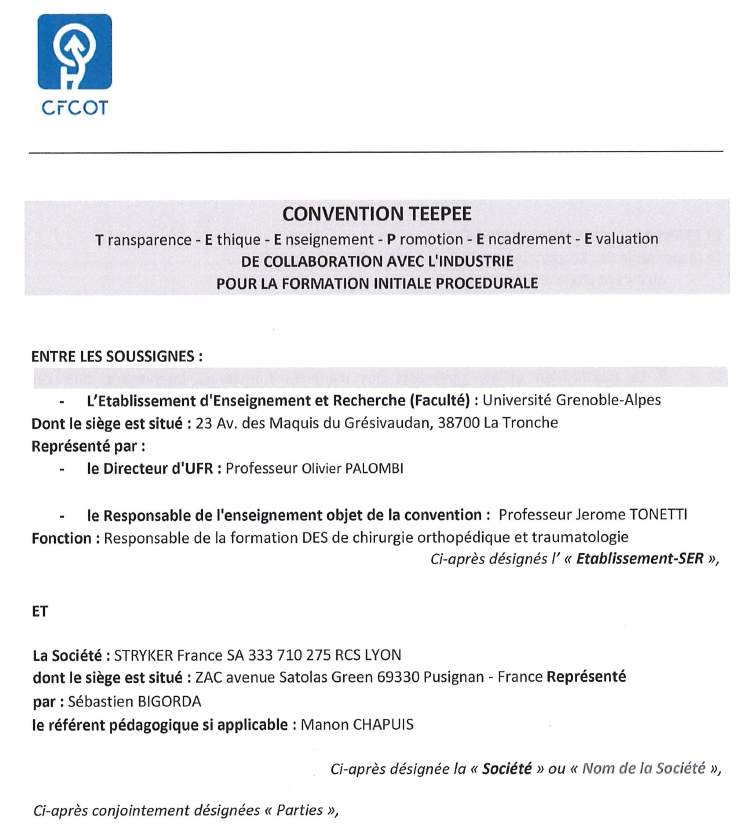 CFCOT
CONVENTION TEEPEE
T ransparence - E thique - E nseignement - P romotion - E ncadrement - E valuation
DE COLLABORATION AVEC L'INDUSTRIE
POUR LA FORMATION INITIALE PROCEDURALE
ENTRE LES SOUSSIGNES :
- L'Etablissement d'Enseignement et Recherche (Faculté) : Université Grenoble-Alpes
Dont le siège est situé : 23 Av. des Maquis du Grésivaudan, 38700 La Tronche
Représenté par :
- le Directeur d'UFR : Professeur Olivier PALOMBI
- le Responsable de l'enseignement objet de la convention : Professeur Jerome TONETTI
Fonction : Responsable de la formation DES de chirurgie orthopédique et traumatologie
Ci-après désignés l' « Etablissement-SER »,
ET
La Société : STRYKER France SA 333 710 275 RCS LYON
dont le siège est situé : ZAC avenue Satolas Green 69330 Pusignan - France Représenté
par : Sébastien BIGORDA
le référent pédagogique si applicable : Manon CHAPUIS
Ci-après désignée la « Société » ou « Nom de la Société »,
Ci-après conjointement désignées « Parties »,